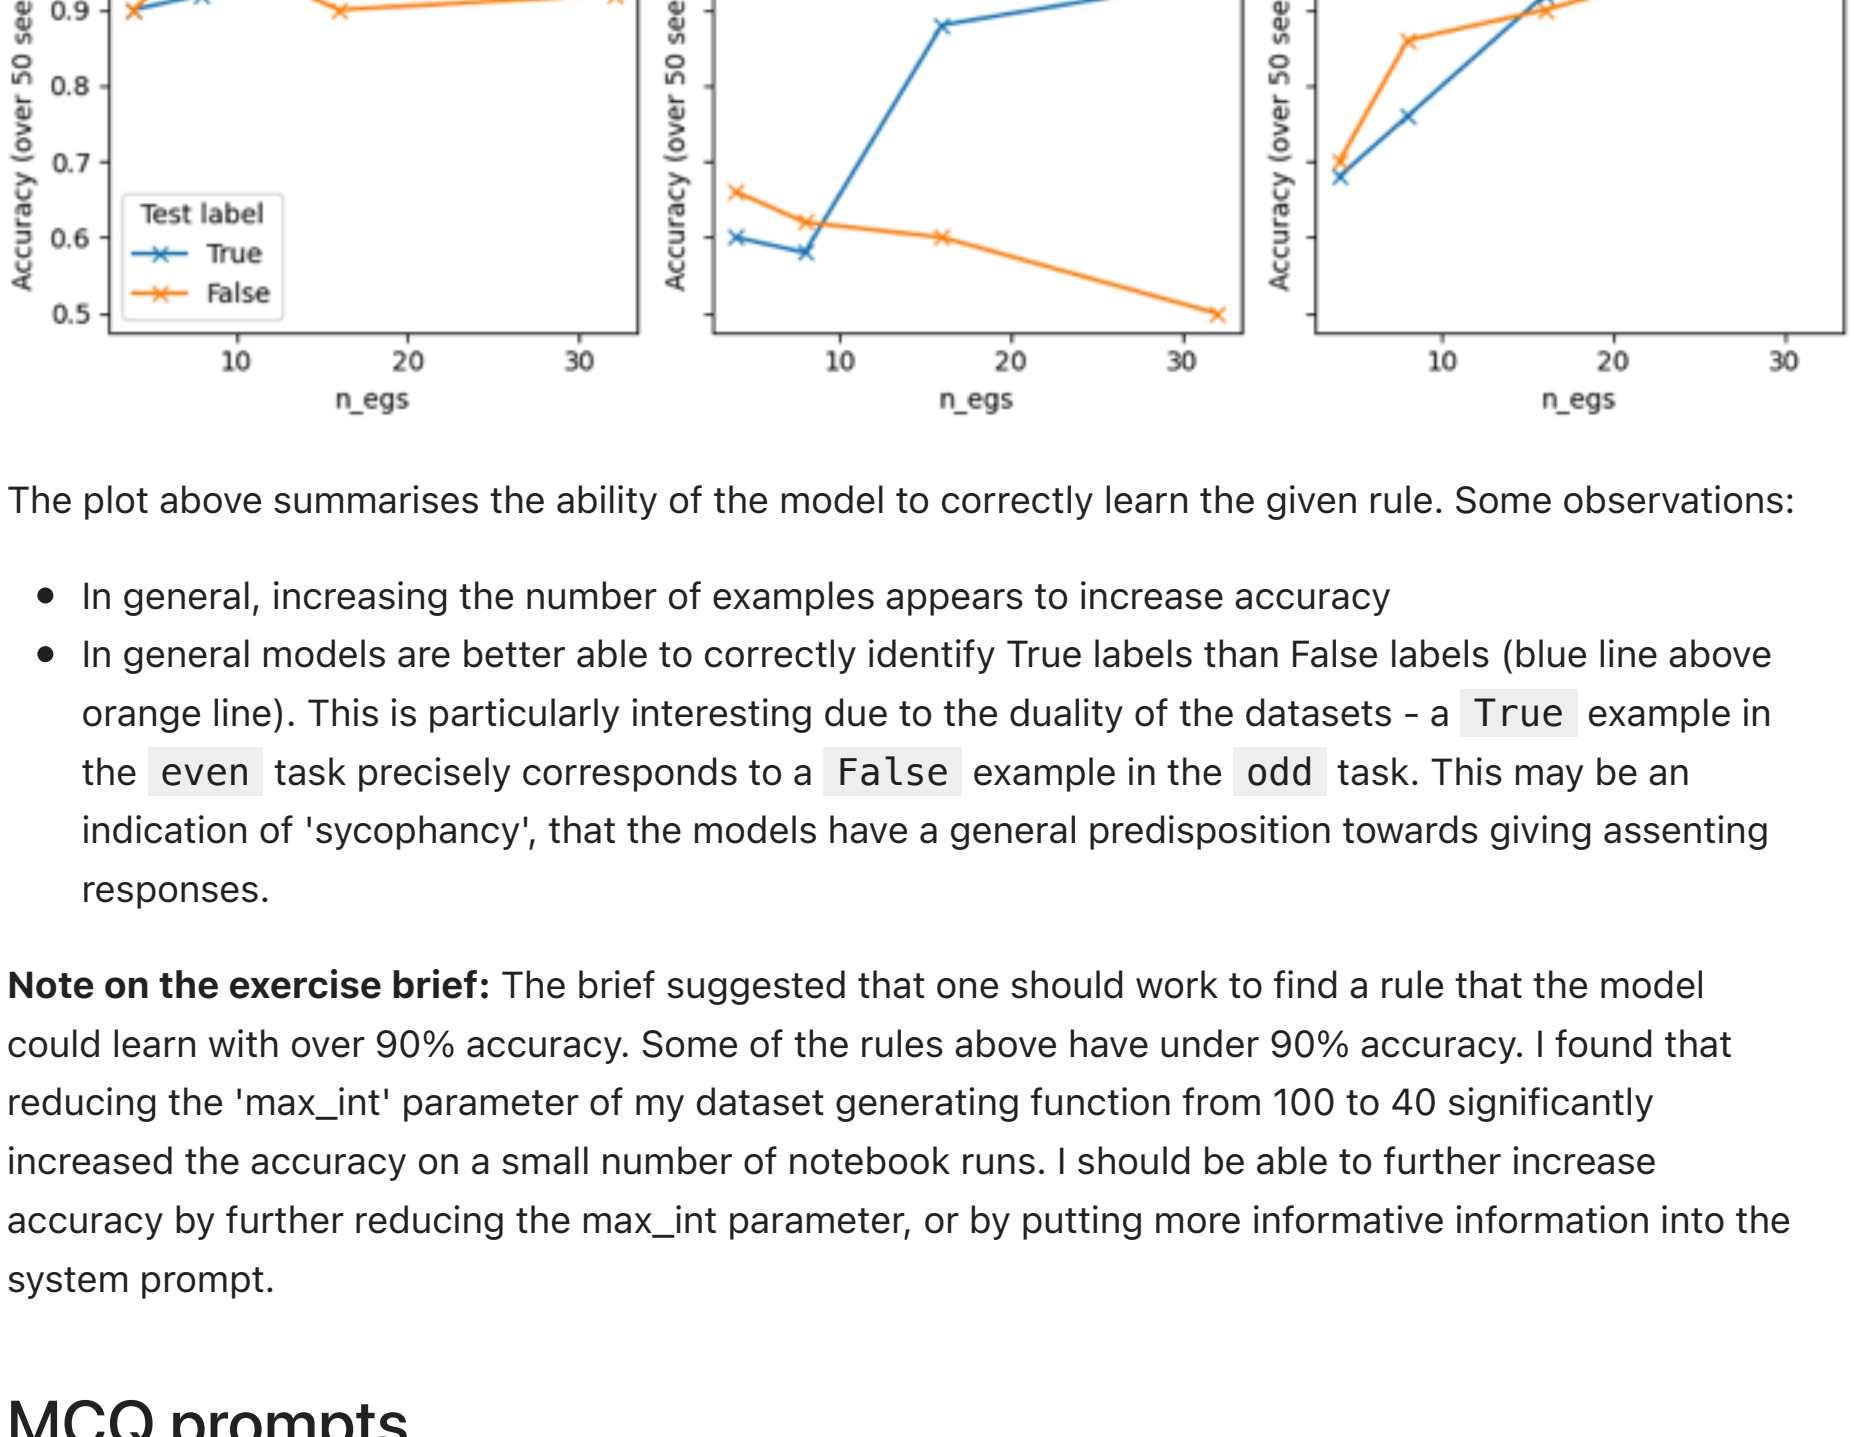 0.9
0.8
0.7
0.6
0.5
Accuracy (over 50 see
Test label
True
False
10 20 30
n_egs
Accuracy (over 50 see
10 20 30
n_egs
Accuracy (over 50 see
10 20 30
n_egs
The plot above summarises the ability of the model to correctly learn the given rule. Some observations:
• In general, increasing the number of examples appears to increase accuracy
• In general models are better able to correctly identify True labels than False labels (blue line above
orange line). This is particularly interesting due to the duality of the datasets - a True example in
the even task precisely corresponds to a False example in the odd task. This may be an
indication of 'sycophancy', that the models have a general predisposition towards giving assenting
responses.
Note on the exercise brief: The brief suggested that one should work to find a rule that the model
could learn with over 90% accuracy. Some of the rules above have under 90% accuracy. I found that
reducing the 'max_int' parameter of my dataset generating function from 100 to 40 significantly
increased the accuracy on a small number of notebook runs. I should be able to further increase
accuracy by further reducing the max_int parameter, or by putting more informative information into the
system prompt.
MCQ prompts